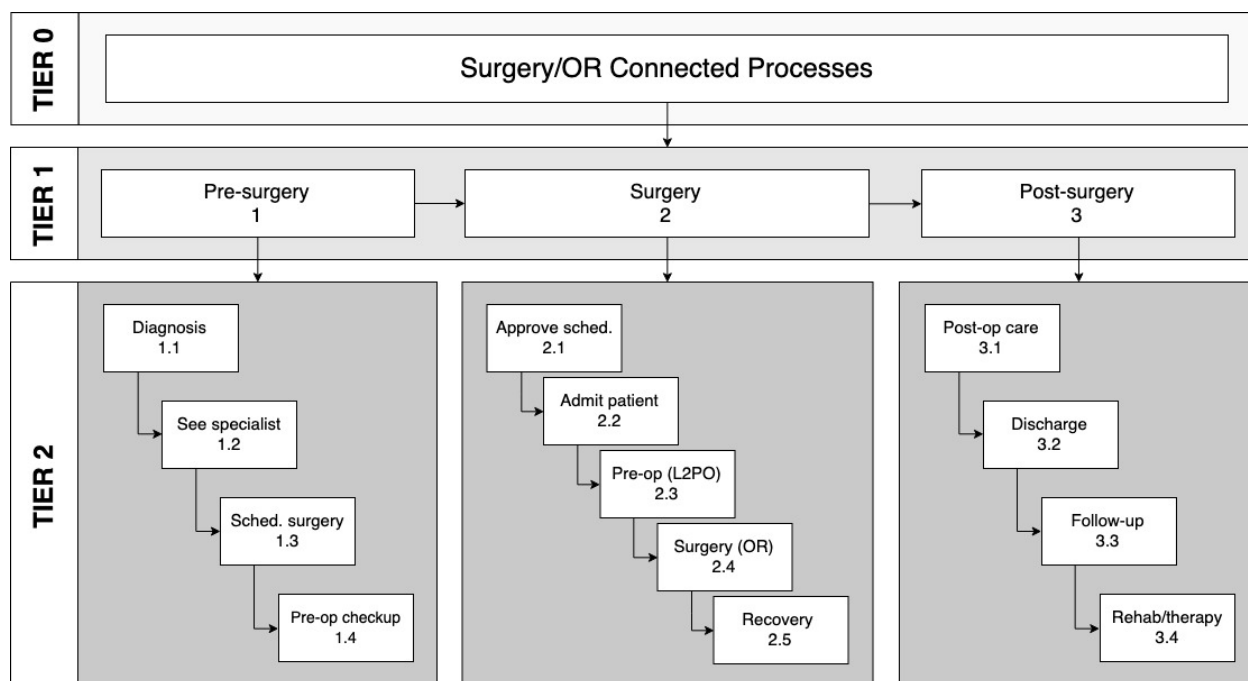 TIER 0
Surgery/OR Connected Processes
TIER 1
Pre-surgery
1
Surgery
2
Post-surgery
3
TIER 2
Diagnosis
1.1
See specialist
1.2
Sched. surgery
1.3
Pre-op checkup
1.4
Approve sched.
2.1
Admit patient
2.2
Pre-op (L2PO)
2.3
Surgery (OR)
2.4
Recovery
2.5
Post-op care
3.1
Discharge
3.2
Follow-up
3.3
Rehab/therapy
3.4